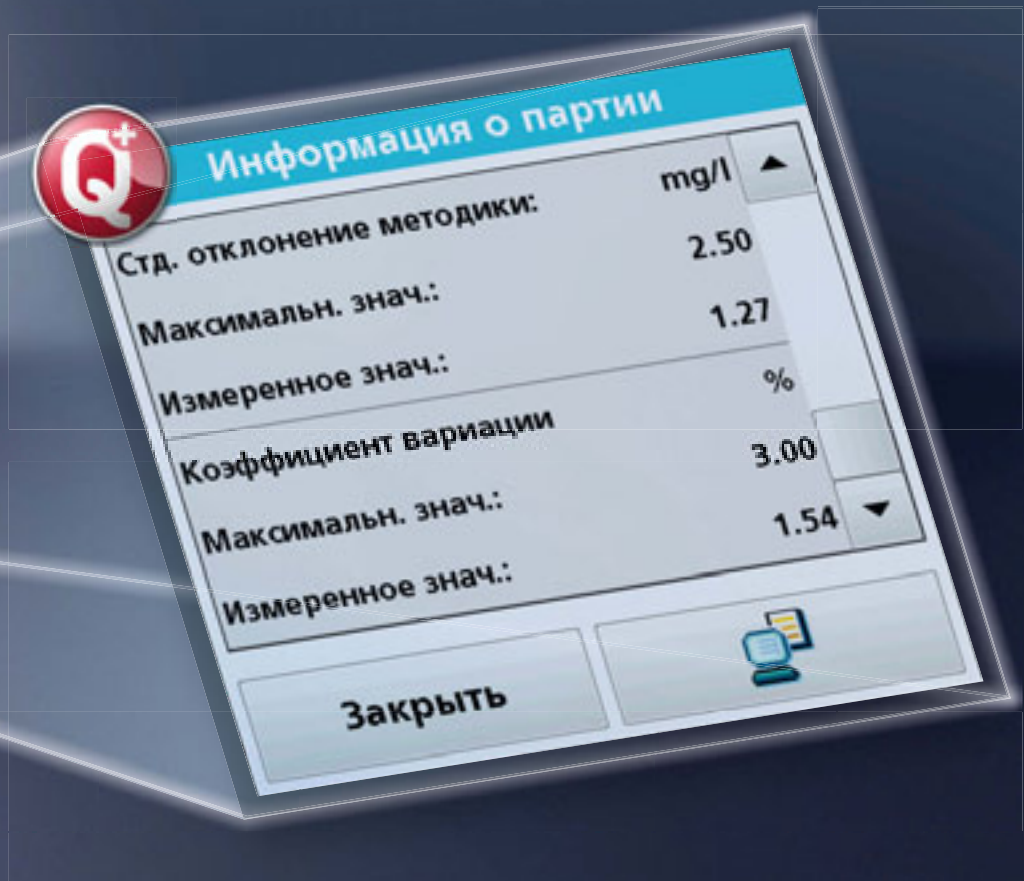 Q+
Информация о партии
Стд. отклонение методики: mg/l
Максимальн. знач.: 2.50
Измеренное знач.: 1.27
Коэффициент вариации %
Максимальн. знач.: 3.00
Измеренное знач.: 1.54
Закрыть